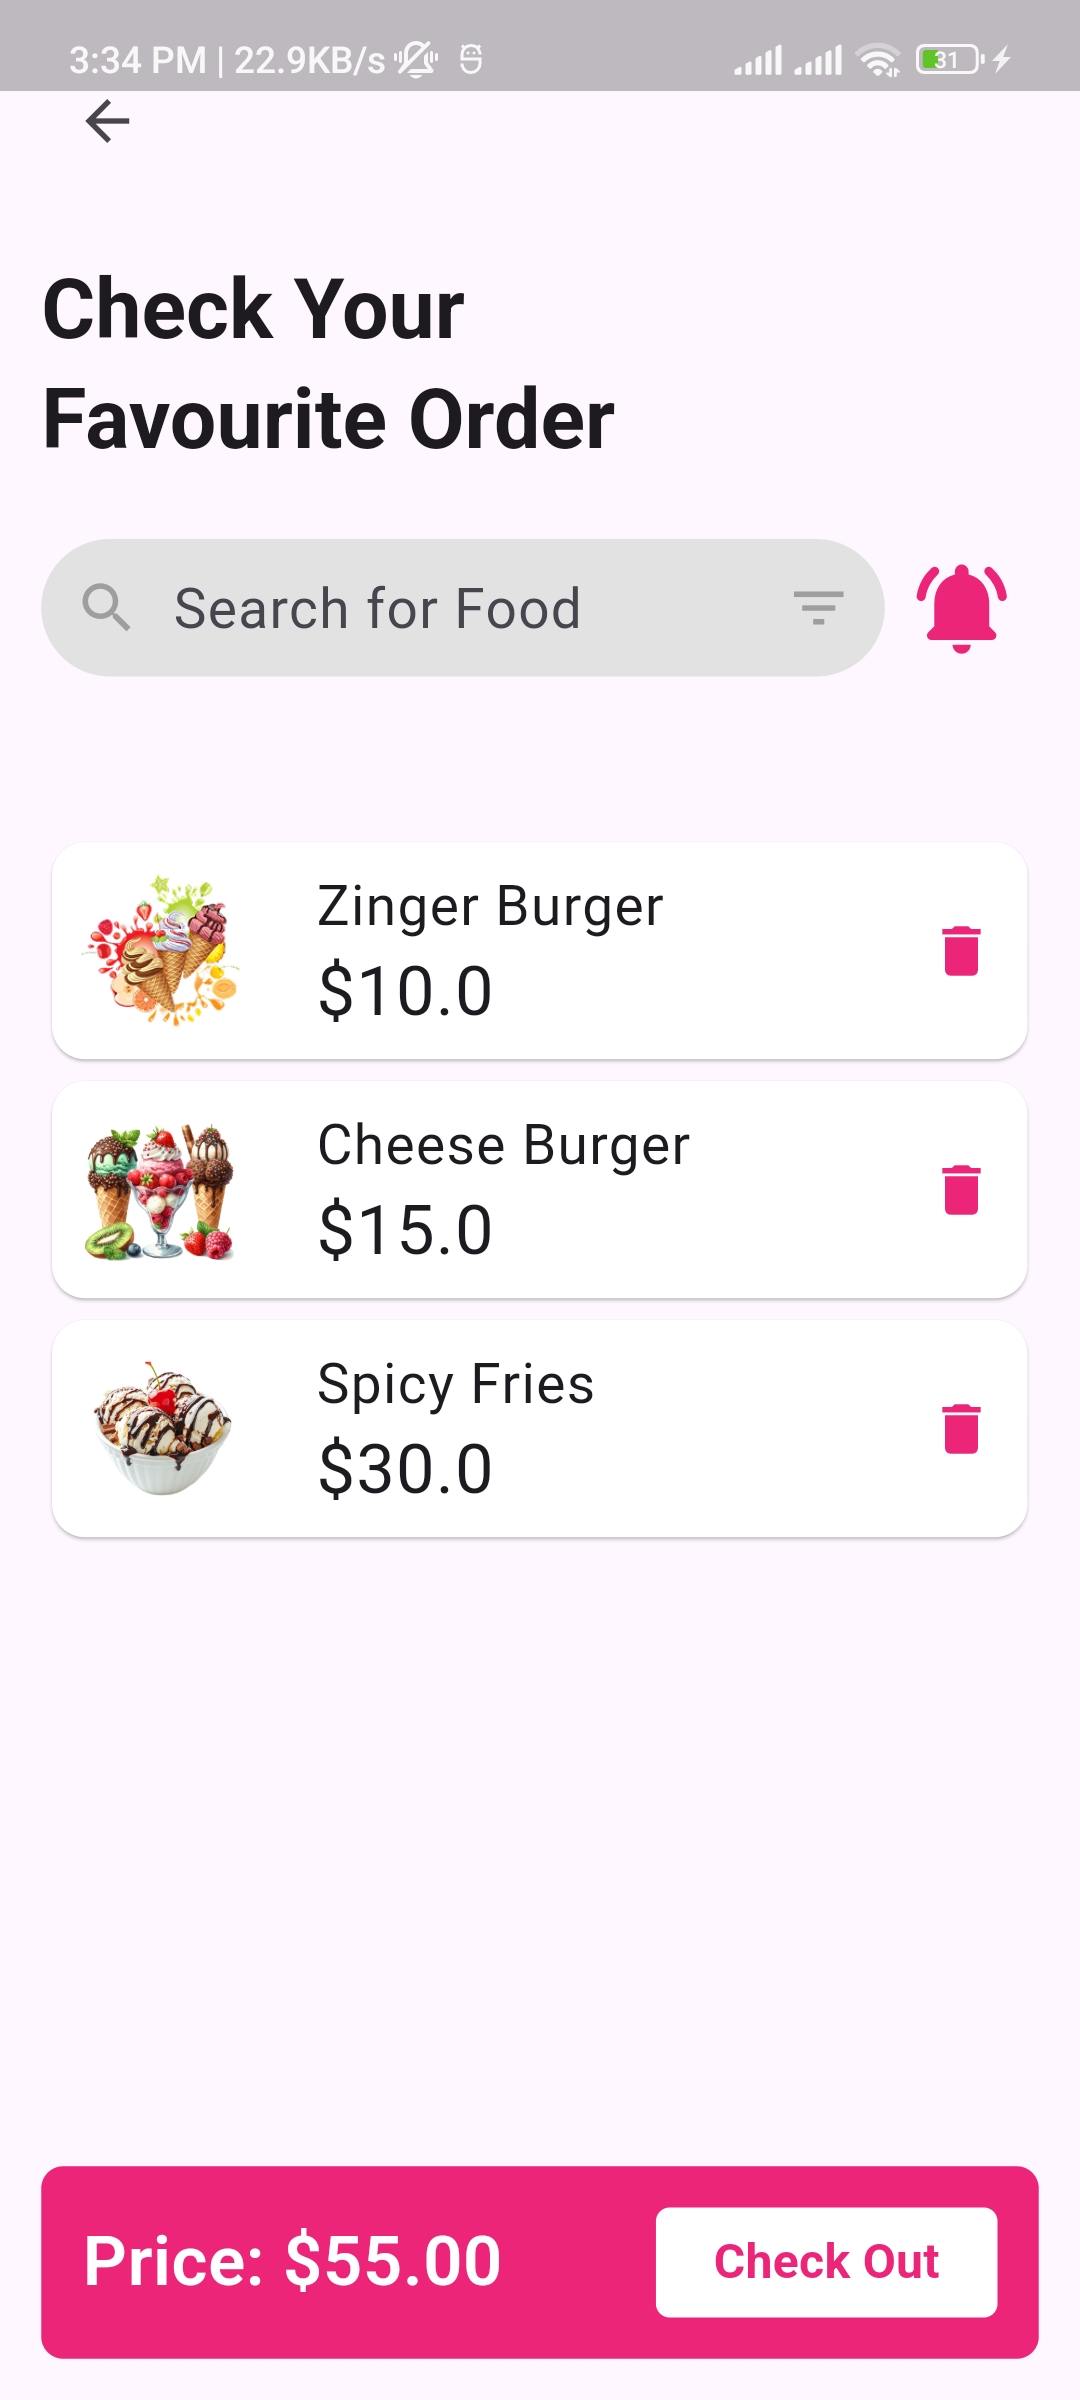 3:34 PM | 22.9KB/s
31
Check Your
Favourite Order
Search for Food
Zinger Burger
$10.0
Cheese Burger
$15.0
Spicy Fries
$30.0
Price: $55.00
Check Out